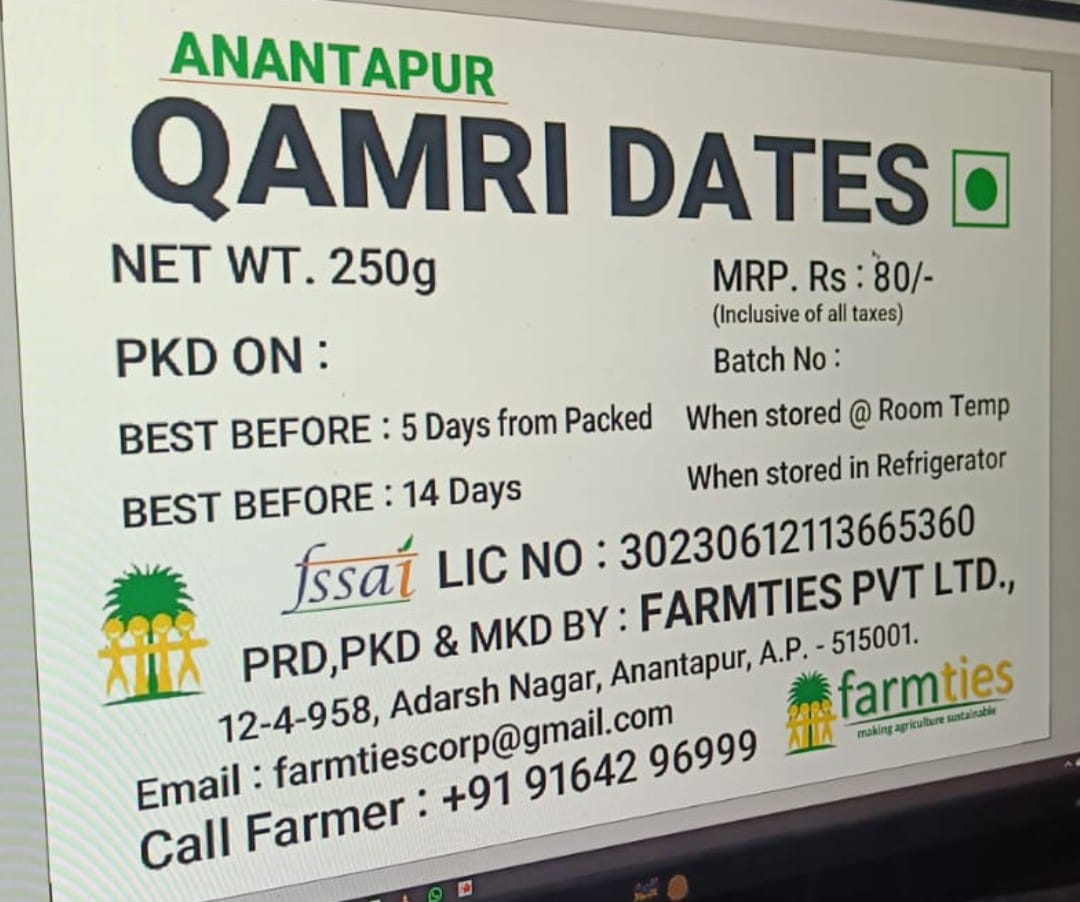 ANANTAPUR
QAMRI DATES
NET WT. 250g
MRP. Rs : 80/-
(Inclusive of all taxes)
PKD ON :
Batch No :
BEST BEFORE : 5 Days from Packed When stored @ Room Temp
BEST BEFORE : 14 Days When stored in Refrigerator
fssai LIC NO : 30230612113665360
PRD,PKD & MKD BY : FARMTIES PVT LTD.,
12-4-958, Adarsh Nagar, Anantapur, A.P. - 515001.
Email : farmtiescorp@gmail.com
Call Farmer : +91 91642 96999
farmties
making agriculture sustainable